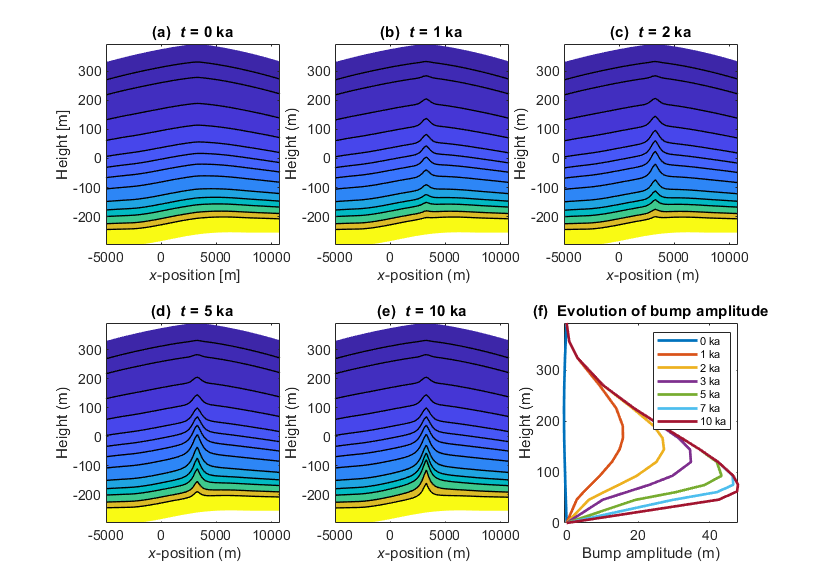 (a) t = 0 ka
(b) t = 1 ka
(c) t = 2 ka
Height [m]
300
200
100
0
-100
-200
-5000 0 5000 10000
x-position [m]
Height (m)
300
200
100
0
-100
-200
-5000 0 5000 10000
x-position (m)
Height (m)
300
200
100
0
-100
-200
-5000 0 5000 10000
x-position (m)
(d) t = 5 ka
(e) t = 10 ka
(f) Evolution of bump amplitude
Height (m)
300
200
100
0
-100
-200
-5000 0 5000 10000
x-position (m)
Height (m)
300
200
100
0
-100
-200
-5000 0 5000 10000
x-position (m)
Height (m)
300
200
100
0
0 20 40
Bump amplitude (m)
0 ka
1 ka
2 ka
3 ka
5 ka
7 ka
10 ka